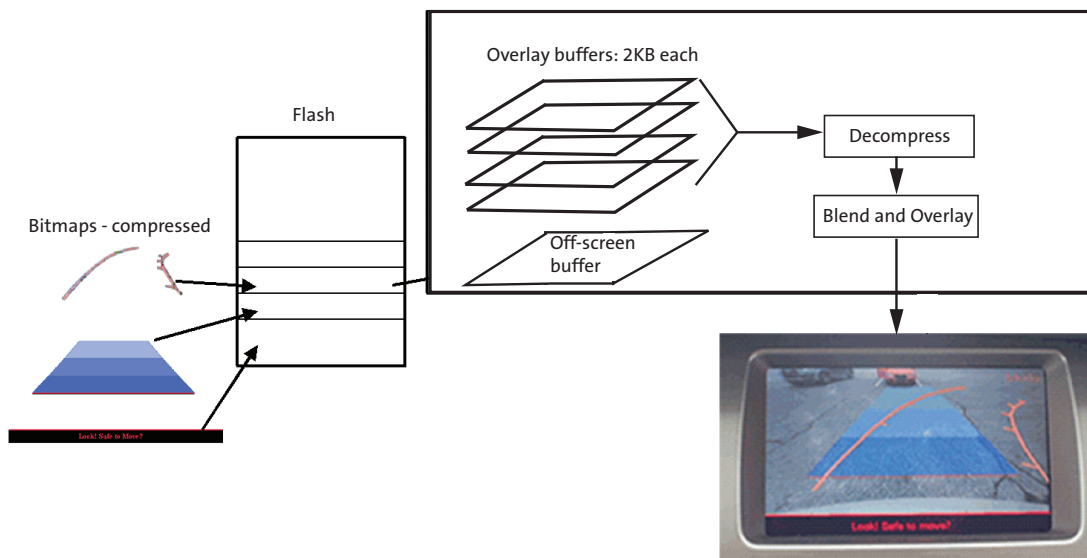 Overlay buffers: 2KB each
Flash
Decompress
Bitmaps - compressed
Blend and Overlay
Off-screen
buffer
Look! Safe to Move?
Look! Safe to move?